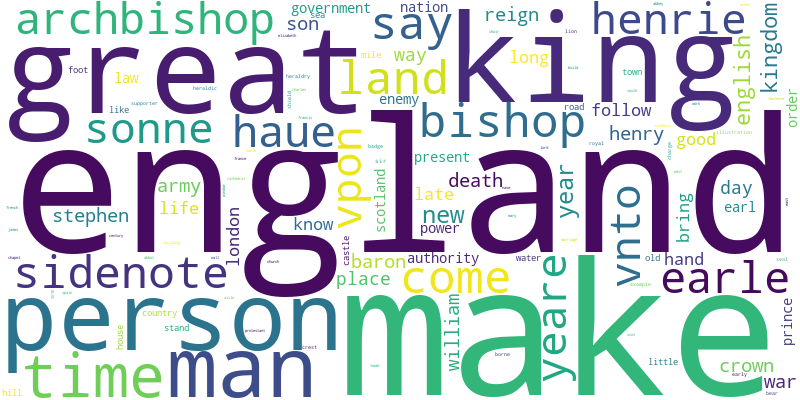 archbishop
government
son
sea
say
nation
reign
henrie
kingdom
great
king
foot
law
like
sonne
haue
land
mile
way
enemy
long
road
follow
town
english
order
heraldic
heraldry
supporter
vpon
bishop
henry
good
england
present
army
life
stephen
scotland
death
late
new
power
year
vnto
day
earl
know
london
bring
castle
baron
authority
water
place
old
hand
sidenote
come
earle
person
make
yeare
country
stand
house
william
prince
time
man
crest
borne
little
crown
war
hill
early
bear
elizabeth
lion
royal
illustration
badge
church
century
chapel
protestant
example